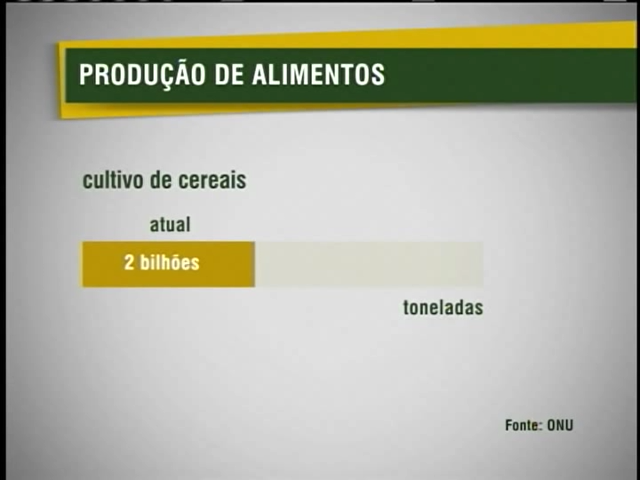 PRODUÇÃO DE ALIMENTOS
cultivo de cereais
atual
2 bilhões
toneladas
Fonte: ONU